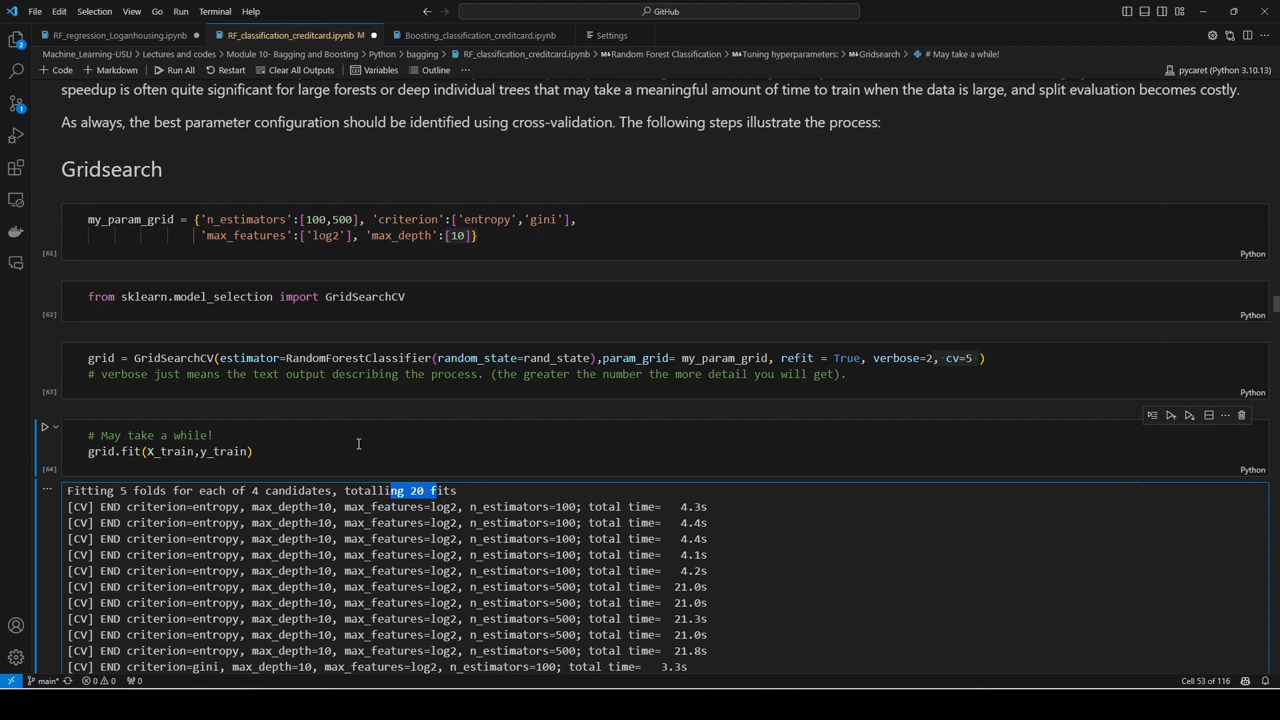 File Edit Selection View Go Run Terminal Help
GitHub
RF_regression_Loganhousing.ipynb
RF_classification_creditcard.ipynb M
Boosting_classification_creditcard.ipynb
Settings
Machine_Learning-USU > Lectures and codes > Module 10- Bagging and Boosting > Python > bagging > RF_classification_creditcard.ipynb > Random Forest Classification > Tuning hyperparameters: > Gridsearch > # May take a while!
Code Markdown Run All Restart Clear All Outputs Variables Outline ... pycaret (Python 3.10.13)
speedup is often quite significant for large forests or deep individual trees that may take a meaningful amount of time to train when the data is large, and split evaluation becomes costly.
As always, the best parameter configuration should be identified using cross-validation. The following steps illustrate the process:
Gridsearch
my_param_grid = {'n_estimators':[100,500], 'criterion':['entropy','gini'],
'max_features':['log2'], 'max_depth':[10]}
[61] Python
from sklearn.model_selection import GridSearchCV
[62] Python
grid = GridSearchCV(estimator=RandomForestClassifier(random_state=rand_state),param_grid= my_param_grid, refit = True, verbose=2, cv=5 )
# verbose just means the text output describing the process. (the greater the number the more detail you will get).
[63] Python
# May take a while!
grid.fit(X_train,y_train)
[64] Python
Fitting 5 folds for each of 4 candidates, totalling 20 fits
[CV] END criterion=entropy, max_depth=10, max_features=log2, n_estimators=100; total time= 4.3s
[CV] END criterion=entropy, max_depth=10, max_features=log2, n_estimators=100; total time= 4.4s
[CV] END criterion=entropy, max_depth=10, max_features=log2, n_estimators=100; total time= 4.4s
[CV] END criterion=entropy, max_depth=10, max_features=log2, n_estimators=100; total time= 4.1s
[CV] END criterion=entropy, max_depth=10, max_features=log2, n_estimators=100; total time= 4.2s
[CV] END criterion=entropy, max_depth=10, max_features=log2, n_estimators=500; total time= 21.0s
[CV] END criterion=entropy, max_depth=10, max_features=log2, n_estimators=500; total time= 21.0s
[CV] END criterion=entropy, max_depth=10, max_features=log2, n_estimators=500; total time= 21.3s
[CV] END criterion=entropy, max_depth=10, max_features=log2, n_estimators=500; total time= 21.0s
[CV] END criterion=entropy, max_depth=10, max_features=log2, n_estimators=500; total time= 21.8s
[CV] END criterion=gini, max_depth=10, max_features=log2, n_estimators=100; total time= 3.3s
main* 0 0 0 Cell 53 of 116